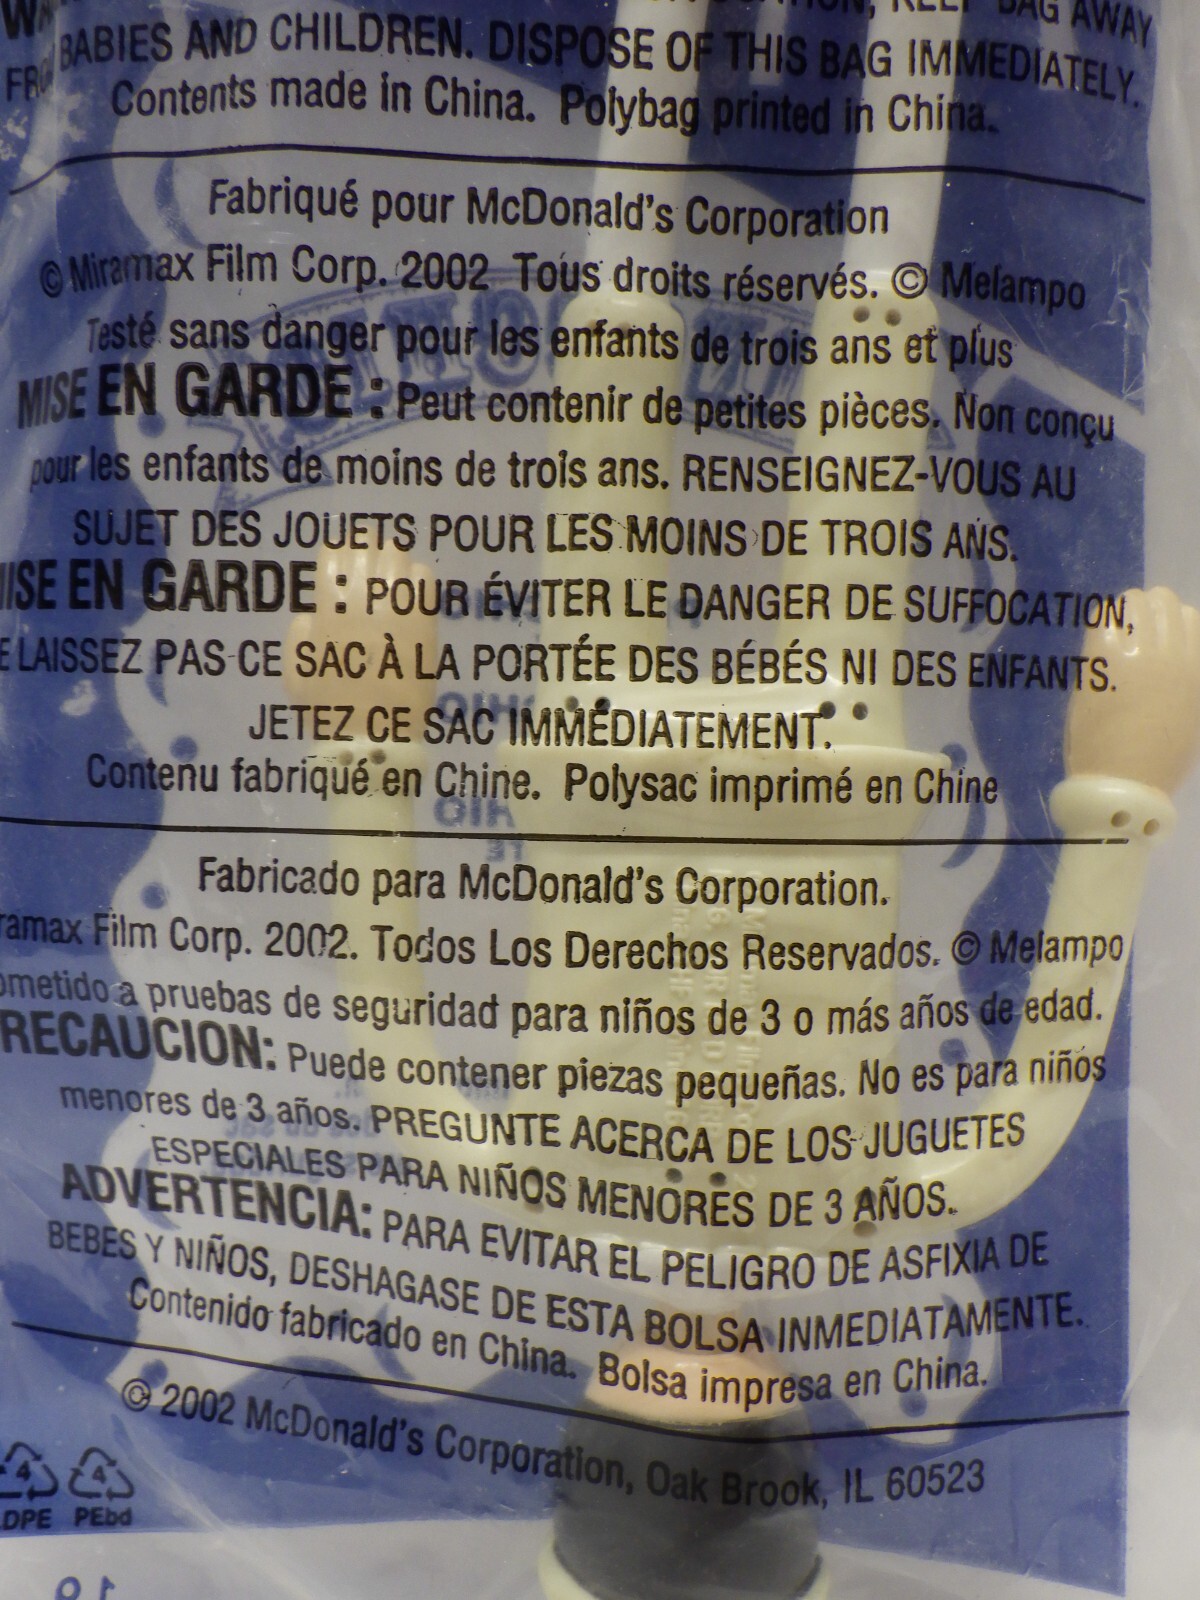 KEEP BAG AWAY
BABIES AND CHILDREN. DISPOSE OF THIS BAG IMMEDIATELY.
Contents made in China. Polybag printed in China.
Fabriqué pour McDonald's Corporation
© Miramax Film Corp. 2002 Tous droits réservés. © Melampo
Testé sans danger pour les enfants de trois ans et plus
MISE EN GARDE : Peut contenir de petites pièces. Non conçu
pour les enfants de moins de trois ans. RENSEIGNEZ-VOUS AU
SUJET DES JOUETS POUR LES MOINS DE TROIS ANS.
MISE EN GARDE : POUR ÉVITER LE DANGER DE SUFFOCATION,
LAISSEZ PAS CE SAC À LA PORTÉE DES BÉBÉS NI DES ENFANTS.
JETEZ CE SAC IMMÉDIATEMENT.
Contenu fabriqué en Chine. Polysac imprimé en Chine
Fabricado para McDonald's Corporation.
ramax Film Corp. 2002. Todos Los Derechos Reservados. © Melampo
ometido a pruebas de seguridad para niños de 3 o más años de edad.
RECAUCION: Puede contener piezas pequeñas. No es para niños
menores de 3 años. PREGUNTE ACERCA DE LOS JUGUETES
ESPECIALES PARA NIÑOS MENORES DE 3 AÑOS.
ADVERTENCIA: PARA EVITAR EL PELIGRO DE ASFIXIA DE
BEBES Y NIÑOS, DESHAGASE DE ESTA BOLSA INMEDIATAMENTE.
Contenido fabricado en China. Bolsa impresa en China.
© 2002 McDonald's Corporation, Oak Brook, IL 60523
4 4
LDPE PEbd